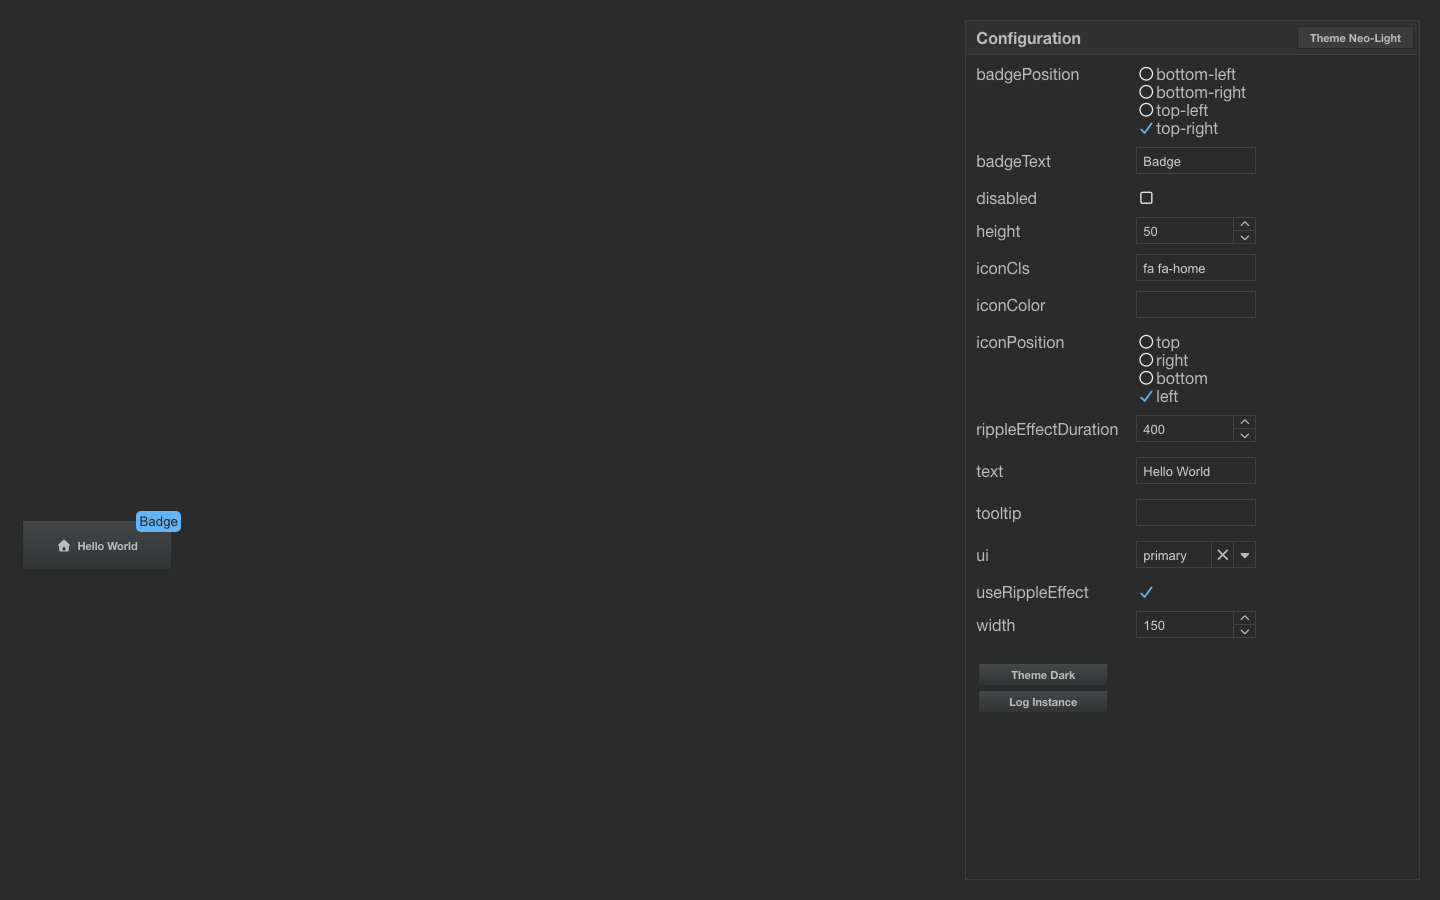 Configuration
Theme Neo-Light
badgePosition
bottom-left
bottom-right
top-left
top-right
badgeText
Badge
disabled
height
50
iconCls
fa fa-home
iconColor
iconPosition
top
right
bottom
left
rippleEffectDuration
400
text
Hello World
tooltip
ui
primary
useRippleEffect
width
150
Theme Dark
Log Instance
Badge
Hello World